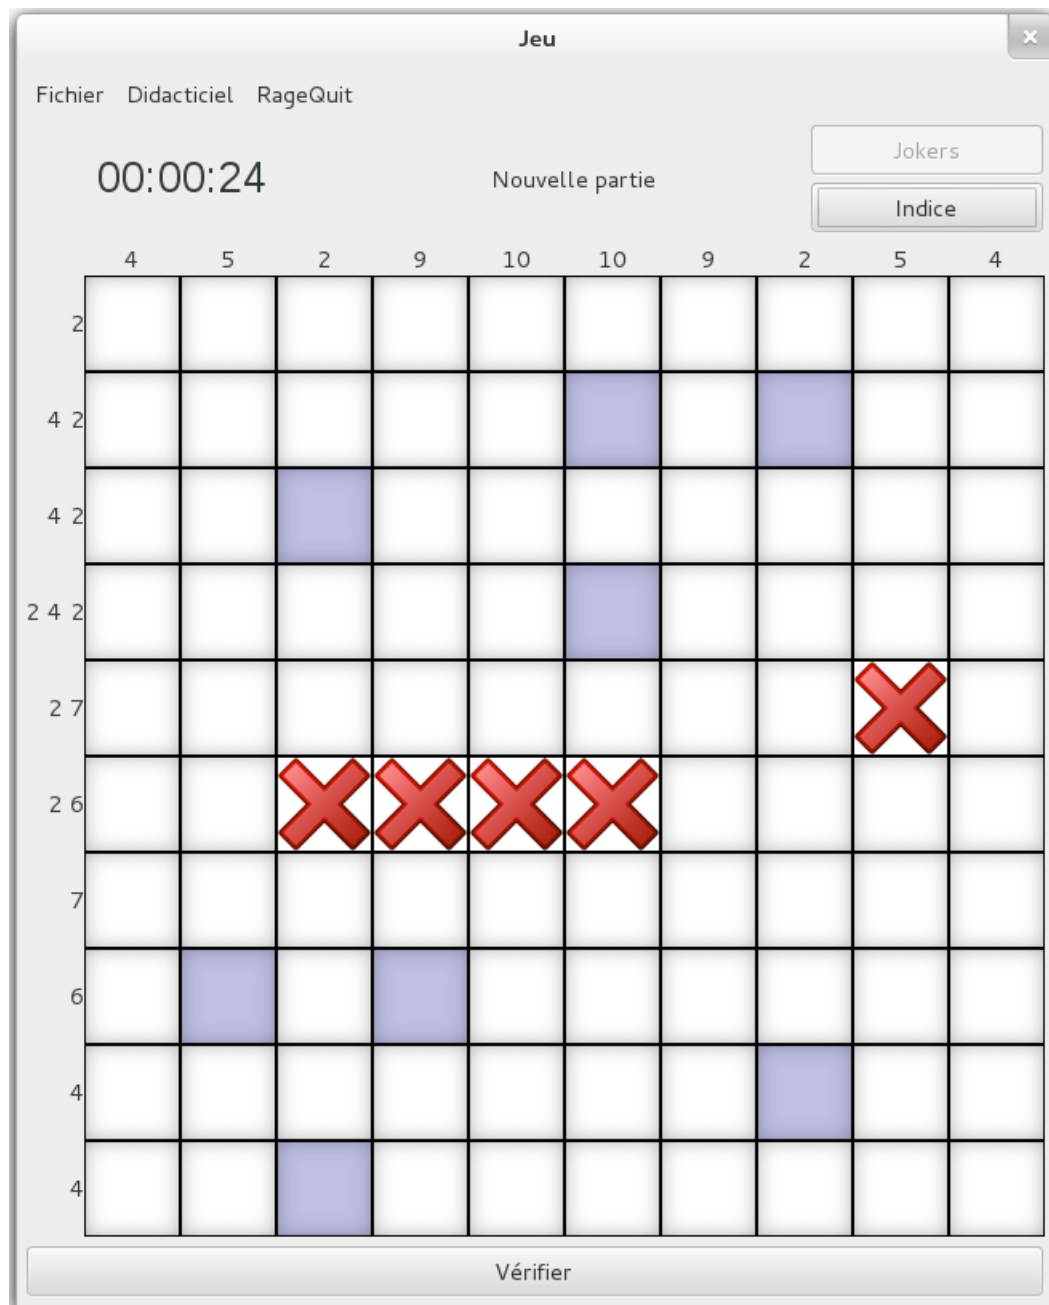 Jeu
Fichier Didacticiel RageQuit
Jokers
00:00:24 Nouvelle partie
Indice
4 5 2 9 10 10 9 2 5 4
2
4 2
4 2
2 4 2
2 7
2 6
7
6
4
4
Vérifier